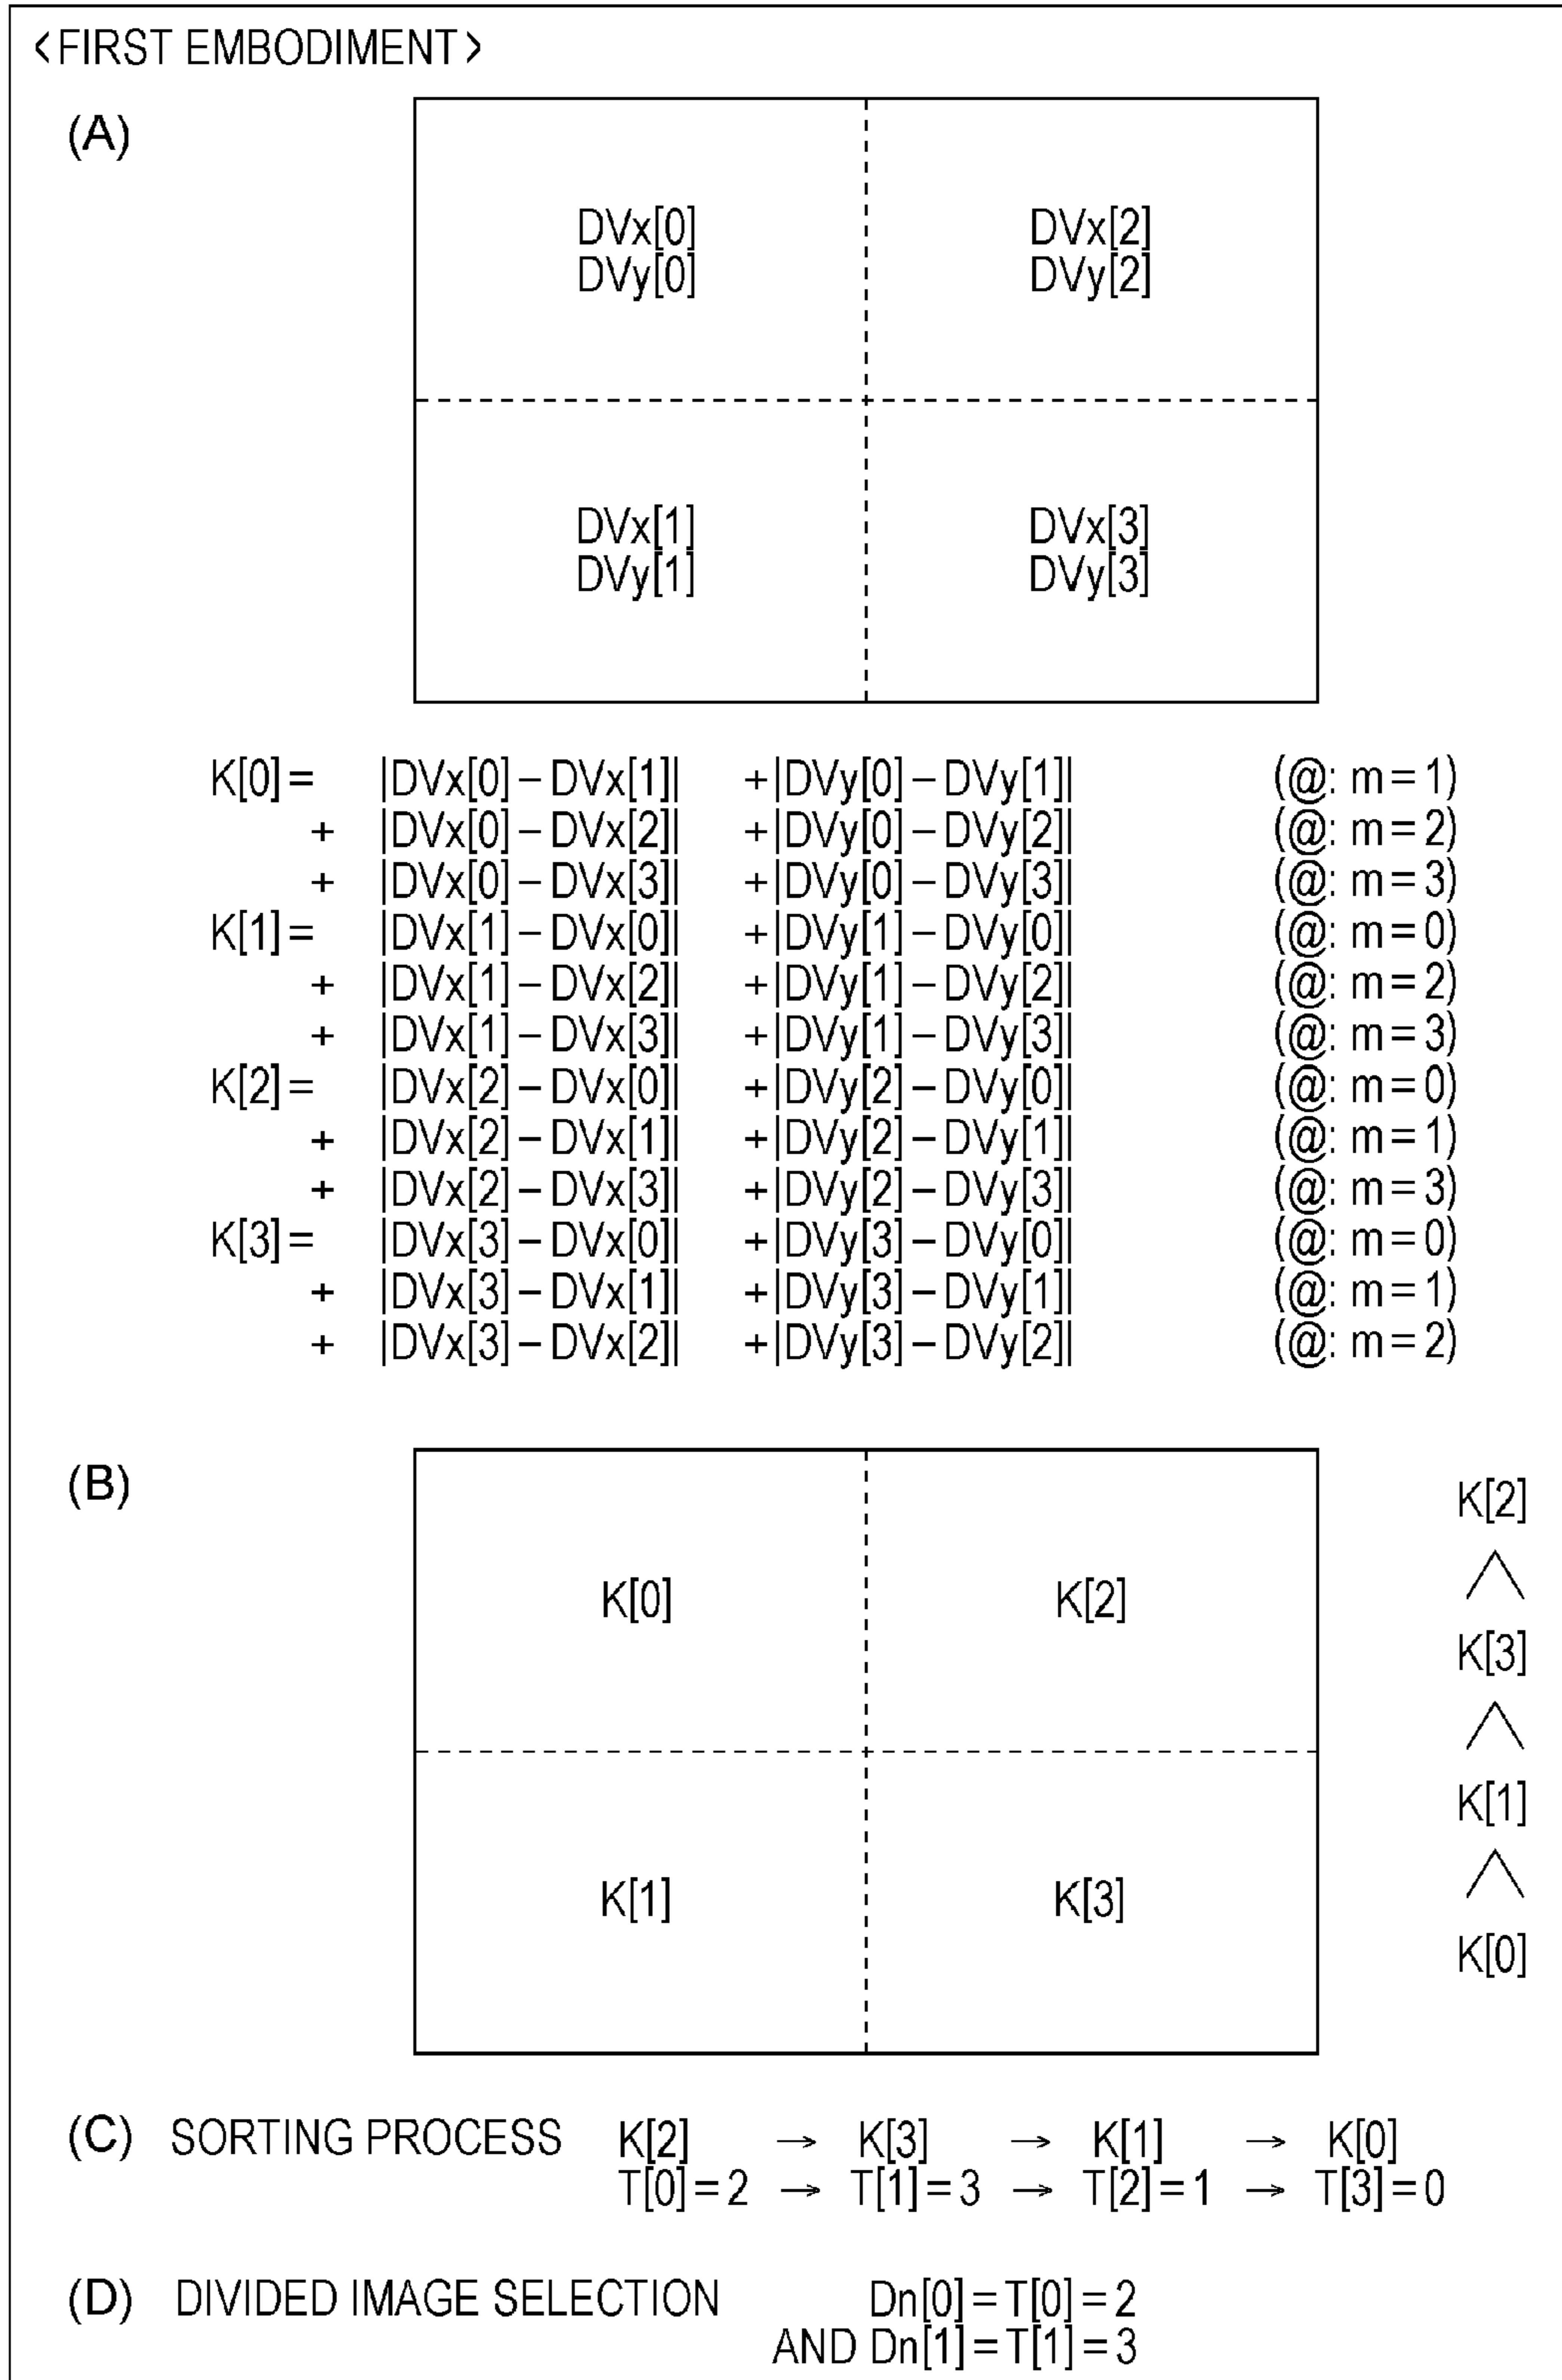 <FIRST EMBODIMENT>
(A)
DVx[0] DVx[2]
DVy[0] DVy[2]
DVx[1] DVx[3]
DVy[1] DVy[3]
K[0]= |DVx[0]−DVx[1]| +|DVy[0]−DVy[1]| (@: m=1)
+ |DVx[0]−DVx[2]| +|DVy[0]−DVy[2]| (@: m=2)
+ |DVx[0]−DVx[3]| +|DVy[0]−DVy[3]| (@: m=3)
K[1]= |DVx[1]−DVx[0]| +|DVy[1]−DVy[0]| (@: m=0)
+ |DVx[1]−DVx[2]| +|DVy[1]−DVy[2]| (@: m=2)
+ |DVx[1]−DVx[3]| +|DVy[1]−DVy[3]| (@: m=3)
K[2]= |DVx[2]−DVx[0]| +|DVy[2]−DVy[0]| (@: m=0)
+ |DVx[2]−DVx[1]| +|DVy[2]−DVy[1]| (@: m=1)
+ |DVx[2]−DVx[3]| +|DVy[2]−DVy[3]| (@: m=3)
K[3]= |DVx[3]−DVx[0]| +|DVy[3]−DVy[0]| (@: m=0)
+ |DVx[3]−DVx[1]| +|DVy[3]−DVy[1]| (@: m=1)
+ |DVx[3]−DVx[2]| +|DVy[3]−DVy[2]| (@: m=2)
(B)
K[0] K[2]
K[1] K[3]
K[2]
∧
K[3]
∧
K[1]
∧
K[0]
(C) SORTING PROCESS K[2] → K[3] → K[1] → K[0]
T[0]=2 → T[1]=3 → T[2]=1 → T[3]=0
(D) DIVIDED IMAGE SELECTION Dn[0]=T[0]=2
AND Dn[1]=T[1]=3